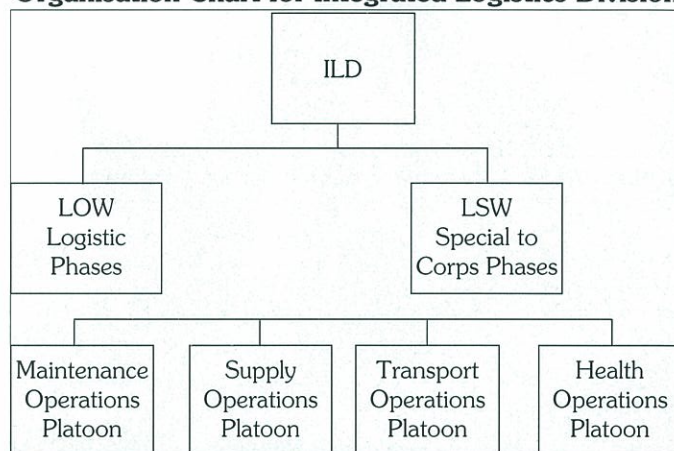 Organisation Chart for Integrated Logistics Division
ILD
LOW
Logistic
Phases
LSW
Special to
Corps Phases
Maintenance
Operations
Platoon
Supply
Operations
Platoon
Transport
Operations
Platoon
Health
Operations
Platoon